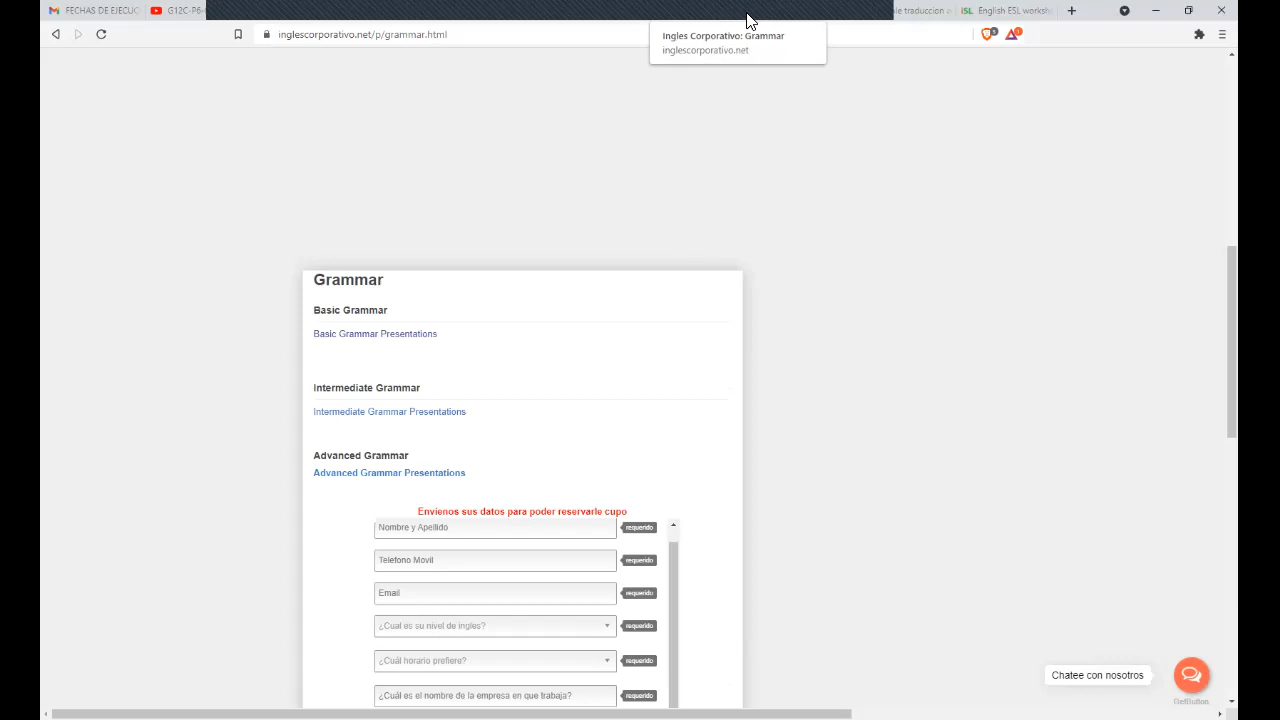 FECHAS DE EJECUC
G12C-P6-
le traduccion
iSL English ESL worksh
inglescorporativo.net/p/grammar.html
Ingles Corporativo: Grammar
inglescorporativo.net
Grammar
Basic Grammar
Basic Grammar Presentations
Intermediate Grammar
Intermediate Grammar Presentations
Advanced Grammar
Advanced Grammar Presentations
Envienos sus datos para poder reservarle cupo
Nombre y Apellido requerido
Telefono Movil requerido
Email requerido
¿Cual es su nivel de ingles? requerido
¿Cuál horario prefiere? requerido
¿Cuál es el nombre de la empresa en que trabaja? requerido
Chatee con nosotros
GetButton